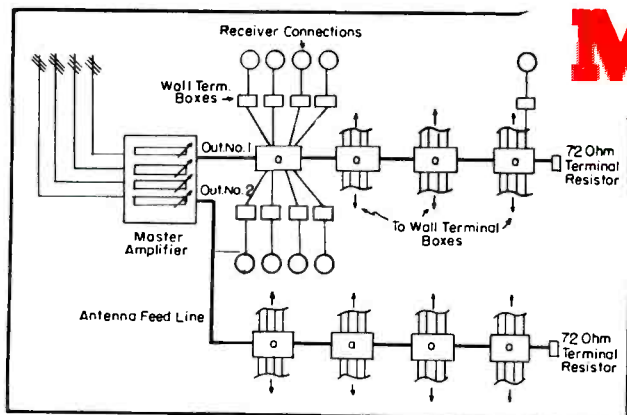 Receiver Connections
M
Wall Term.
Boxes
Out. No. 1
a
a
a
a
72 Ohm
Terminal
Resistor
Out. No. 2
To Wall Terminal
Boxes
Master
Amplifier
Antenna Feed Line
a
a
a
a
72 Ohm
Terminal
Resistor